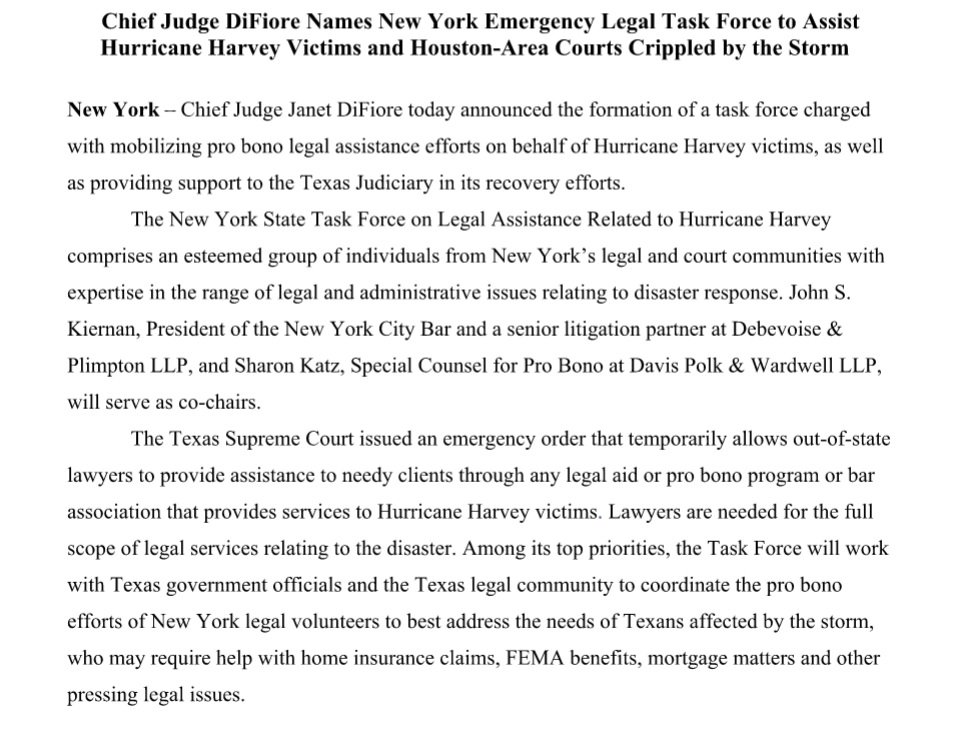 Chief Judge DiFiore Names New York Emergency Legal Task Force to Assist
Hurricane Harvey Victims and Houston-Area Courts Crippled by the Storm
New York – Chief Judge Janet DiFiore today announced the formation of a task force charged
with mobilizing pro bono legal assistance efforts on behalf of Hurricane Harvey victims, as well
as providing support to the Texas Judiciary in its recovery efforts.
The New York State Task Force on Legal Assistance Related to Hurricane Harvey
comprises an esteemed group of individuals from New York’s legal and court communities with
expertise in the range of legal and administrative issues relating to disaster response. John S.
Kiernan, President of the New York City Bar and a senior litigation partner at Debevoise &
Plimpton LLP, and Sharon Katz, Special Counsel for Pro Bono at Davis Polk & Wardwell LLP,
will serve as co-chairs.
The Texas Supreme Court issued an emergency order that temporarily allows out-of-state
lawyers to provide assistance to needy clients through any legal aid or pro bono program or bar
association that provides services to Hurricane Harvey victims. Lawyers are needed for the full
scope of legal services relating to the disaster. Among its top priorities, the Task Force will work
with Texas government officials and the Texas legal community to coordinate the pro bono
efforts of New York legal volunteers to best address the needs of Texans affected by the storm,
who may require help with home insurance claims, FEMA benefits, mortgage matters and other
pressing legal issues.